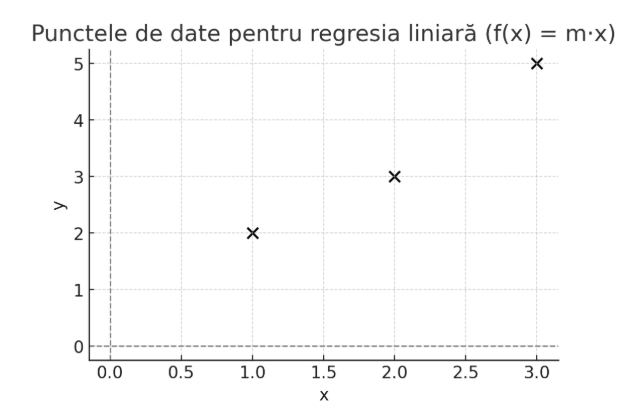 Punctele de date pentru regresia liniară (f(x) = m·x)
5
4
3
2
1
0
y
0.0 0.5 1.0 1.5 2.0 2.5 3.0
x